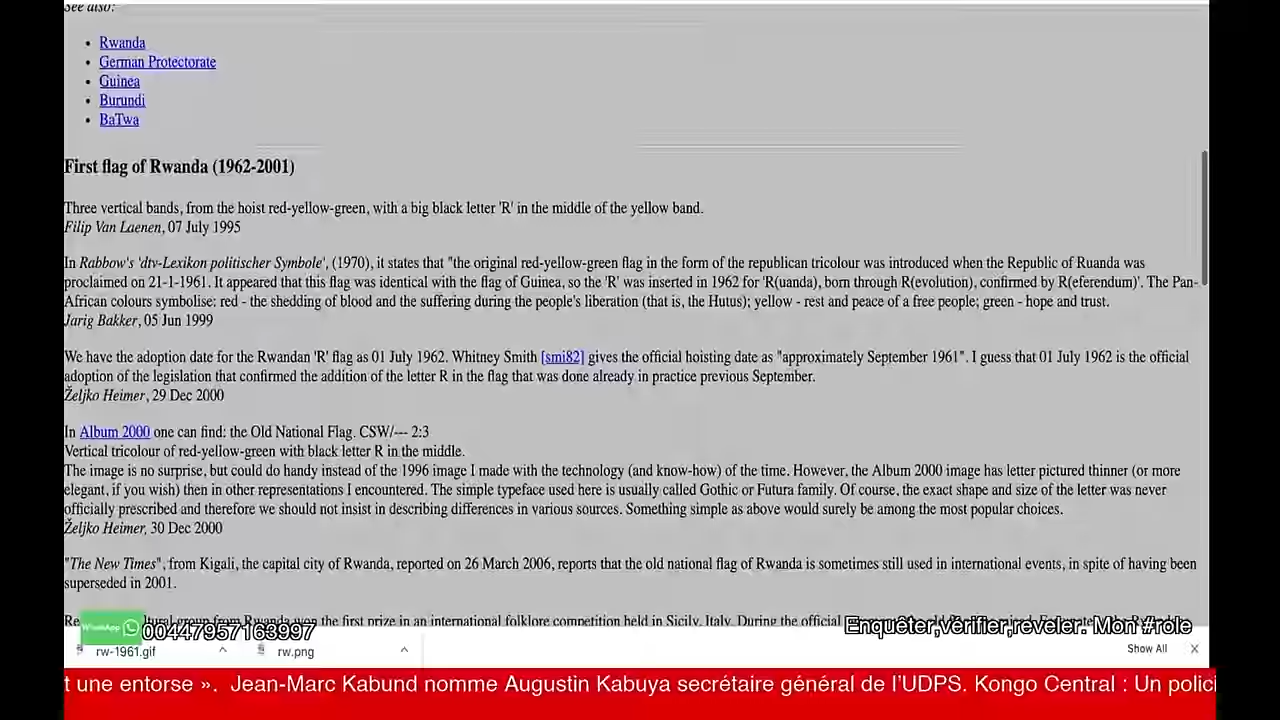 See also:
Rwanda
German Protectorate
Guinea
Burundi
BaTwa
First flag of Rwanda (1962-2001)
Three vertical bands, from the hoist red-yellow-green, with a big black letter 'R' in the middle of the yellow band.
Filip Van Laenen, 07 July 1995
In Rabbow's 'dtv-Lexikon politischer Symbole', (1970), it states that "the original red-yellow-green flag in the form of the republican tricolour was introduced when the Republic of Ruanda was
proclaimed on 21-1-1961. It appeared that this flag was identical with the flag of Guinea, so the 'R' was inserted in 1962 for 'R(uanda), born through R(evolution), confirmed by R(eferendum)'. The Pan-
African colours symbolise: red - the shedding of blood and the suffering during the people's liberation (that is, the Hutus); yellow - rest and peace of a free people; green - hope and trust.
Jarig Bakker, 05 Jun 1999
We have the adoption date for the Rwandan 'R' flag as 01 July 1962. Whitney Smith [smi82] gives the official hoisting date as "approximately September 1961". I guess that 01 July 1962 is the official
adoption of the legislation that confirmed the addition of the letter R in the flag that was done already in practice previous September.
Željko Heimer, 29 Dec 2000
In Album 2000 one can find: the Old National Flag. CSW/--- 2:3
Vertical tricolour of red-yellow-green with black letter R in the middle.
The image is no surprise, but could do handy instead of the 1996 image I made with the technology (and know-how) of the time. However, the Album 2000 image has letter pictured thinner (or more
elegant, if you wish) then in other representations I encountered. The simple typeface used here is usually called Gothic or Futura family. Of course, the exact shape and size of the letter was never
officially prescribed and therefore we should not insist in describing differences in various sources. Something simple as above would surely be among the most popular choices.
Željko Heimer, 30 Dec 2000
"The New Times", from Kigali, the capital city of Rwanda, reported on 26 March 2006, reports that the old national flag of Rwanda is sometimes still used in international events, in spite of having been
superseded in 2001.
group from Rwanda won the first prize in an international folklore competition held in Sicily, Italy. During the official
WhatsApp 00447957163997
Enquêter,vérifier,reveler. Mon #role
rw-1961.gif
rw.png
Show All
t une entorse ». Jean-Marc Kabund nomme Augustin Kabuya secrétaire général de l'UDPS. Kongo Central : Un polici